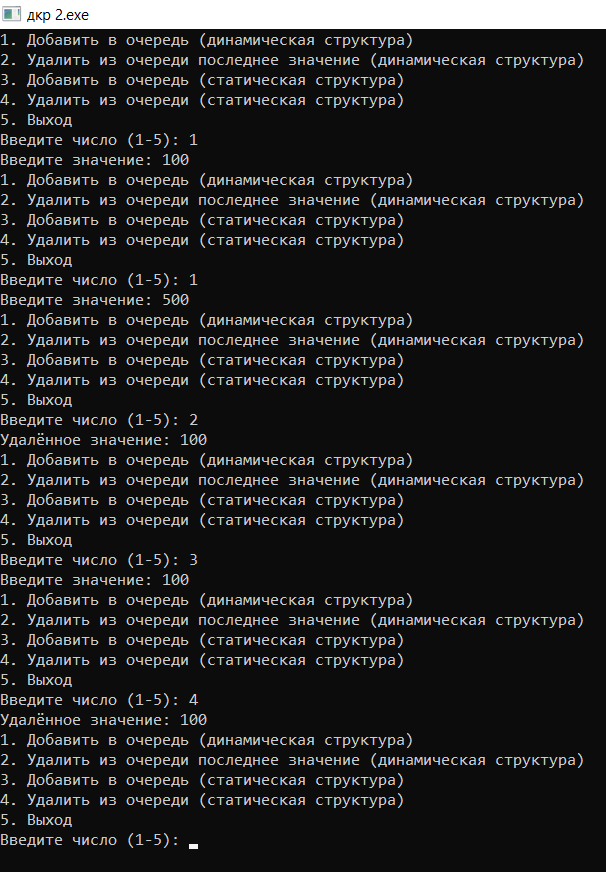 дкр 2.exe
1. Добавить в очередь (динамическая структура)
2. Удалить из очереди последнее значение (динамическая структура)
3. Добавить в очередь (статическая структура)
4. Удалить из очереди (статическая структура)
5. Выход
Введите число (1-5): 1
Введите значение: 100
1. Добавить в очередь (динамическая структура)
2. Удалить из очереди последнее значение (динамическая структура)
3. Добавить в очередь (статическая структура)
4. Удалить из очереди (статическая структура)
5. Выход
Введите число (1-5): 1
Введите значение: 500
1. Добавить в очередь (динамическая структура)
2. Удалить из очереди последнее значение (динамическая структура)
3. Добавить в очередь (статическая структура)
4. Удалить из очереди (статическая структура)
5. Выход
Введите число (1-5): 2
Удалённое значение: 100
1. Добавить в очередь (динамическая структура)
2. Удалить из очереди последнее значение (динамическая структура)
3. Добавить в очередь (статическая структура)
4. Удалить из очереди (статическая структура)
5. Выход
Введите число (1-5): 3
Введите значение: 100
1. Добавить в очередь (динамическая структура)
2. Удалить из очереди последнее значение (динамическая структура)
3. Добавить в очередь (статическая структура)
4. Удалить из очереди (статическая структура)
5. Выход
Введите число (1-5): 4
Удалённое значение: 100
1. Добавить в очередь (динамическая структура)
2. Удалить из очереди последнее значение (динамическая структура)
3. Добавить в очередь (статическая структура)
4. Удалить из очереди (статическая структура)
5. Выход
Введите число (1-5):